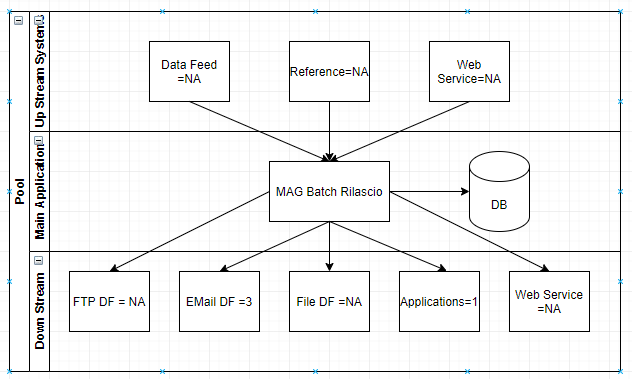 Pool
Up Stream Systems
Data Feed
=NA
Reference=NA
Web
Service=NA
Main Application
MAG Batch Rilascio
DB
Down Stream
FTP DF = NA
EMail DF =3
File DF =NA
Applications=1
Web Service
=NA